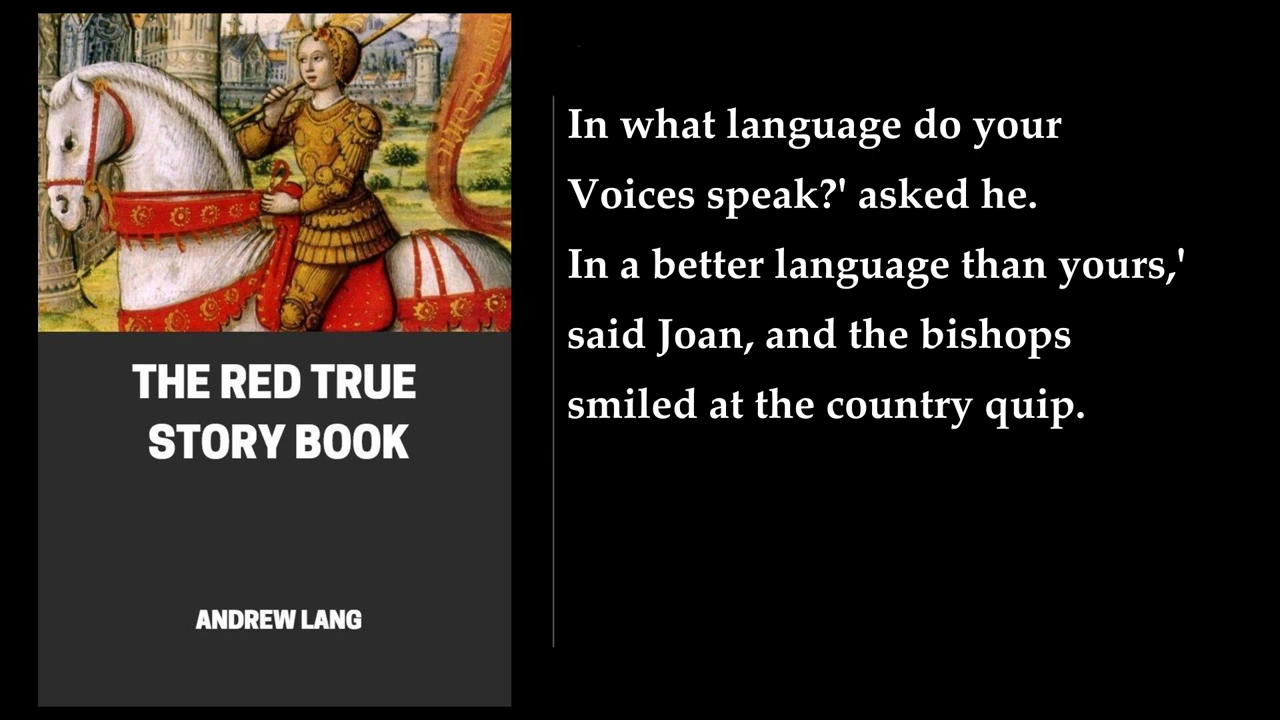 THE RED TRUE
STORY BOOK
ANDREW LANG
In what language do your
Voices speak?' asked he.
In a better language than yours,'
said Joan, and the bishops
smiled at the country quip.